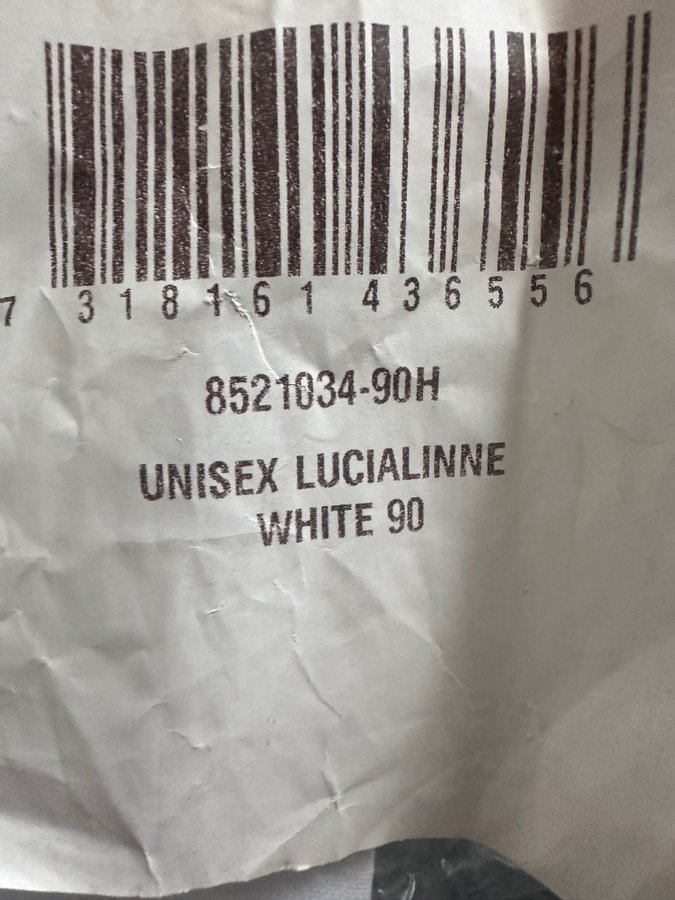 7 318161 436556
8521034-90H
UNISEX LUCIALINNE
WHITE 90